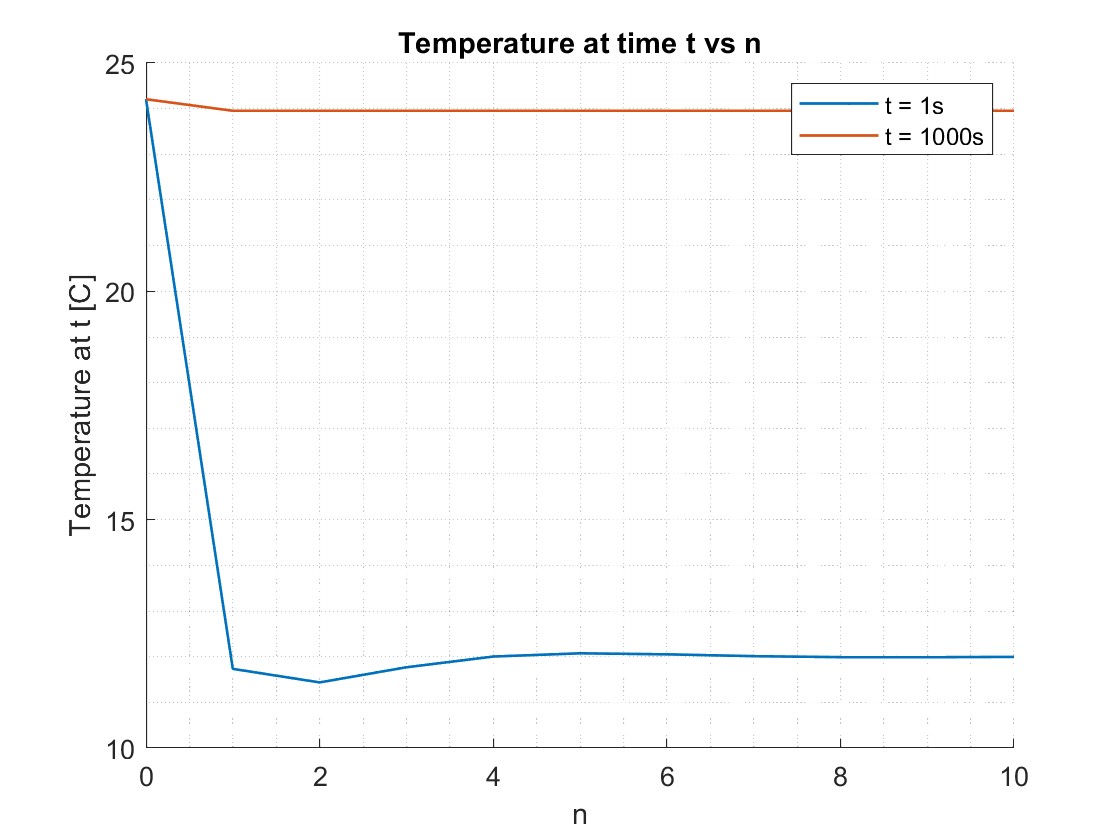 Temperature at time t vs n
25
t = 1s
t = 1000s
20
Temperature at t [C]
15
10
0 2 4 6 8 10
n